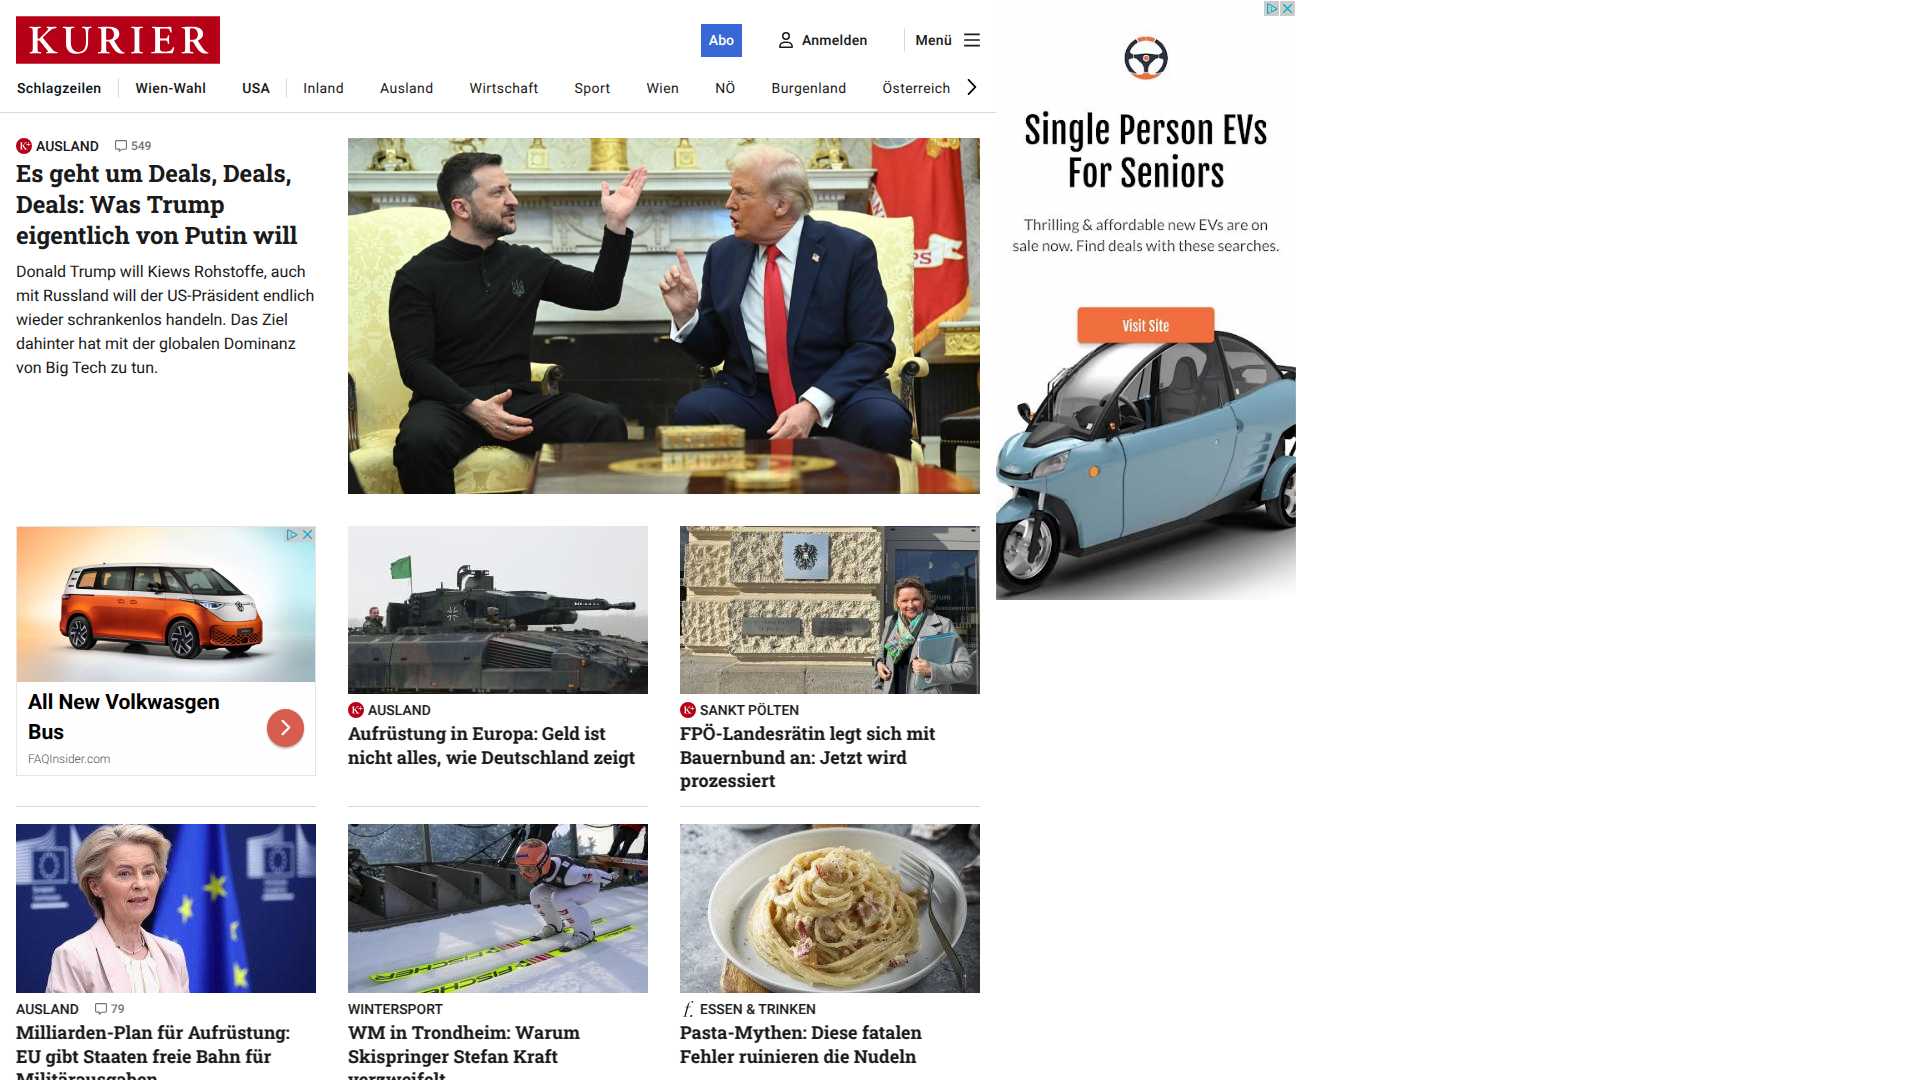 KURIER
Abo
Anmelden
Menü
Schlagzeilen
Wien-Wahl
USA
Inland
Ausland
Wirtschaft
Sport
Wien
NÖ
Burgenland
Österreich
K+ AUSLAND 549
Es geht um Deals, Deals,
Deals: Was Trump
eigentlich von Putin will
Donald Trump will Kiews Rohstoffe, auch
mit Russland will der US-Präsident endlich
wieder schrankenlos handeln. Das Ziel
dahinter hat mit der globalen Dominanz
von Big Tech zu tun.
Single Person EVs
For Seniors
Thrilling & affordable new EVs are on
sale now. Find deals with these searches.
Visit Site
All New Volkwasgen
Bus
FAQInsider.com
K+ AUSLAND
Aufrüstung in Europa: Geld ist
nicht alles, wie Deutschland zeigt
K+ SANKT PÖLTEN
FPÖ-Landesrätin legt sich mit
Bauernbund an: Jetzt wird
prozessiert
AUSLAND 79
Milliarden-Plan für Aufrüstung:
EU gibt Staaten freie Bahn für
Militärausgaben
FISCHER
FISCHER
WINTERSPORT
WM in Trondheim: Warum
Skispringer Stefan Kraft
verzweifelt
f. ESSEN & TRINKEN
Pasta-Mythen: Diese fatalen
Fehler ruinieren die Nudeln